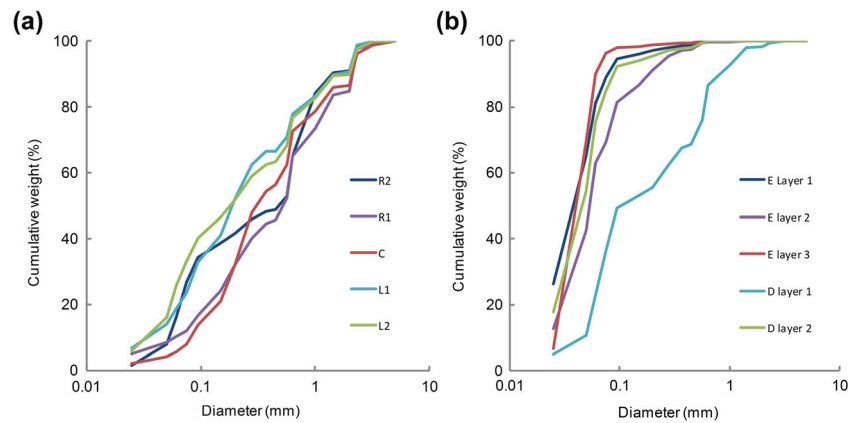 (a)
100
80
60
40
20
0
0.01
0.1
1
10
Cumulative weight (%)
Diameter (mm)
R2
R1
C
L1
L2
(b)
100
80
60
40
20
0
0.01
0.1
1
10
Cumulative weight (%)
Diameter (mm)
E Layer 1
E layer 2
E layer 3
D layer 1
D layer 2